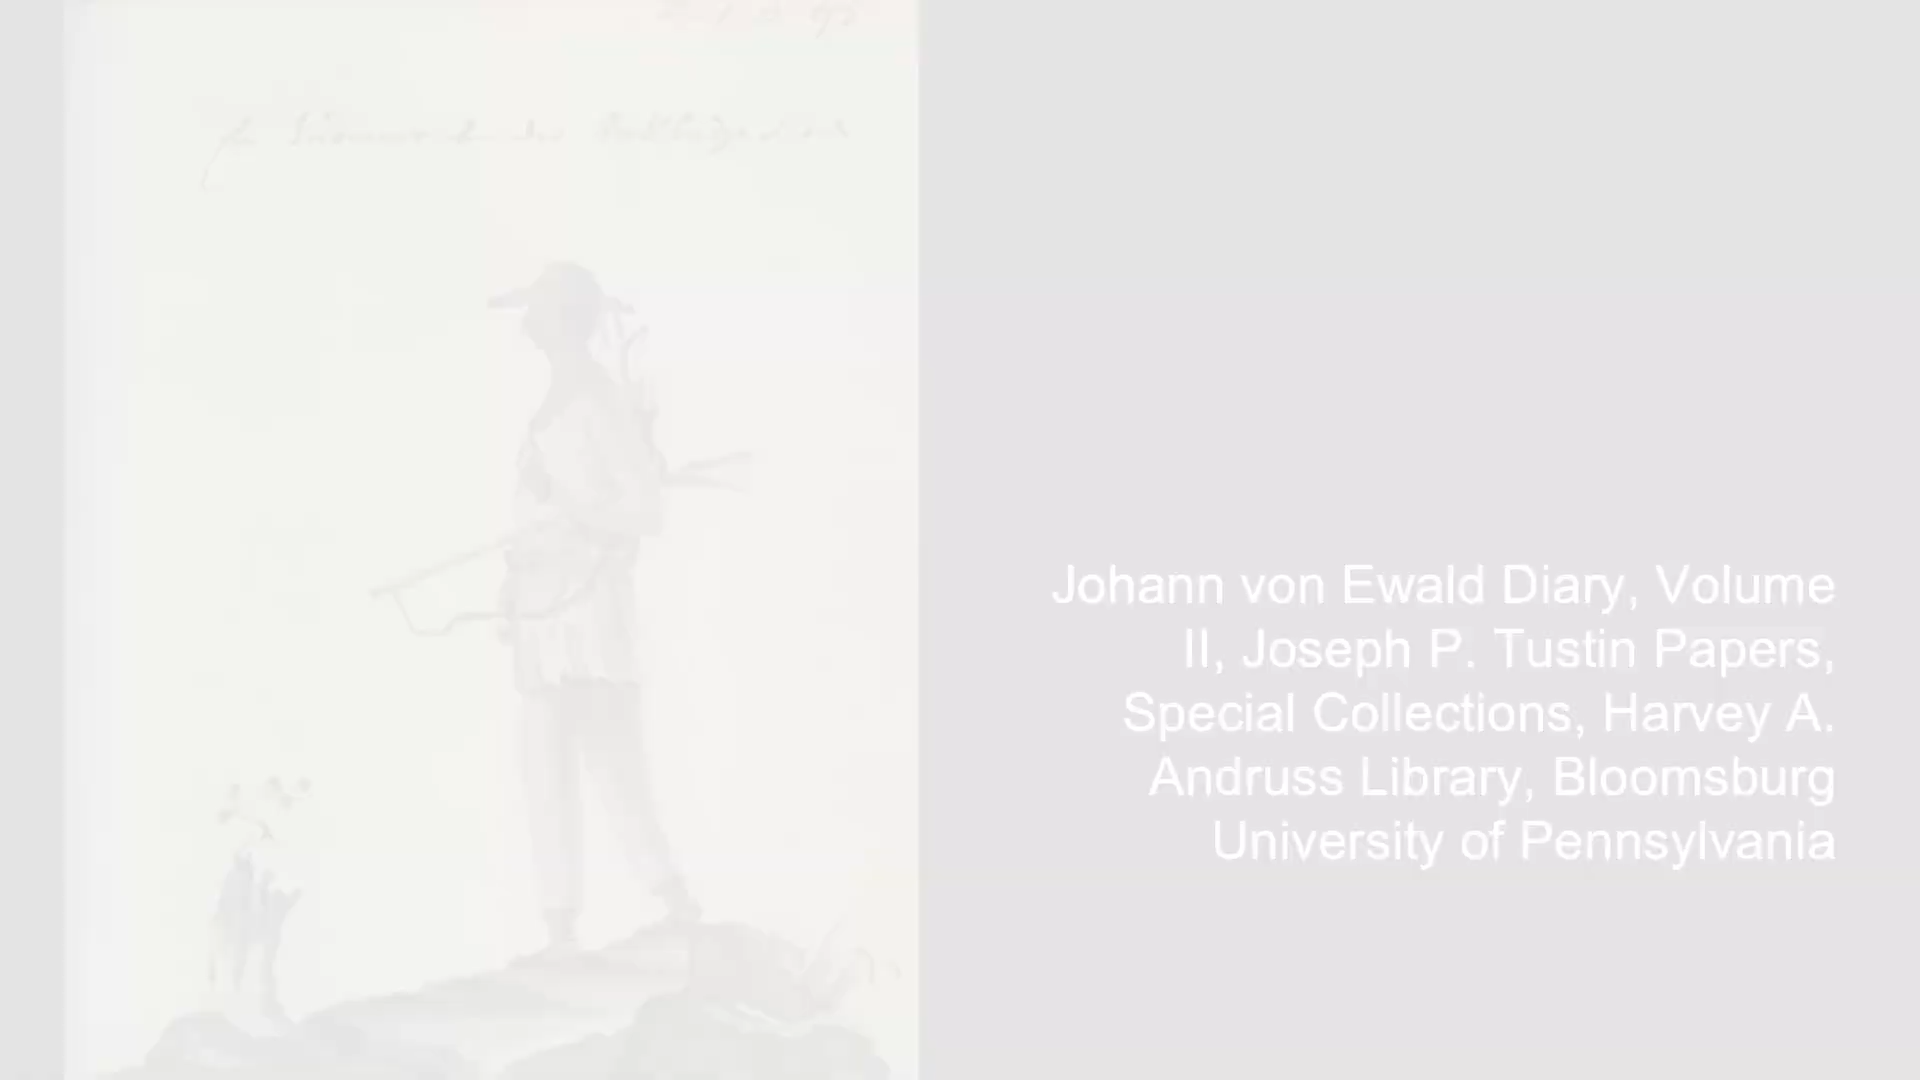 Johann von Ewald Diary, Volume
II, Joseph P. Tustin Papers,
Special Collections, Harvey A.
Andruss Library, Bloomsburg
University of Pennsylvania